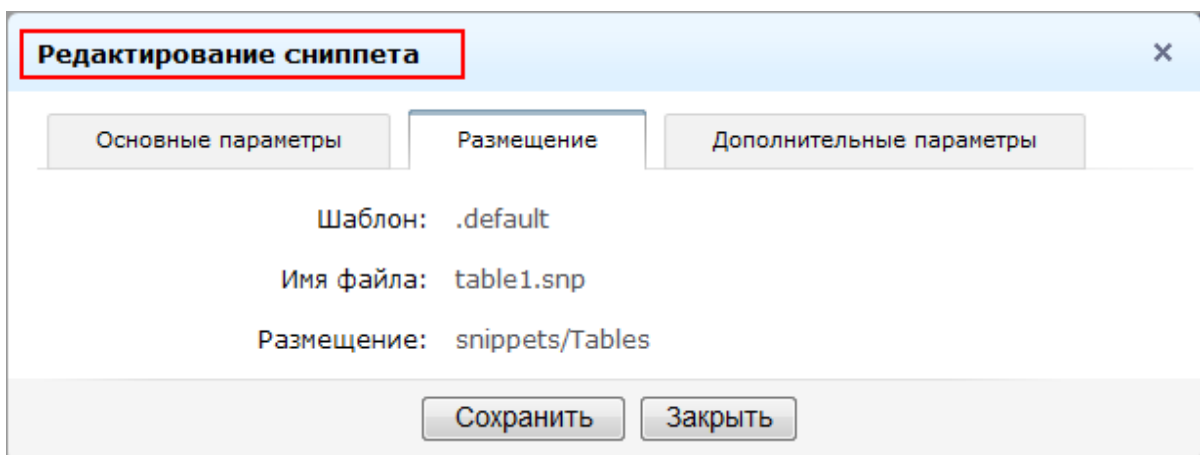 Редактирование сниппета
Основные параметры Размещение Дополнительные параметры
Шаблон: .default
Имя файла: table1.snp
Размещение: snippets/Tables
Сохранить Закрыть